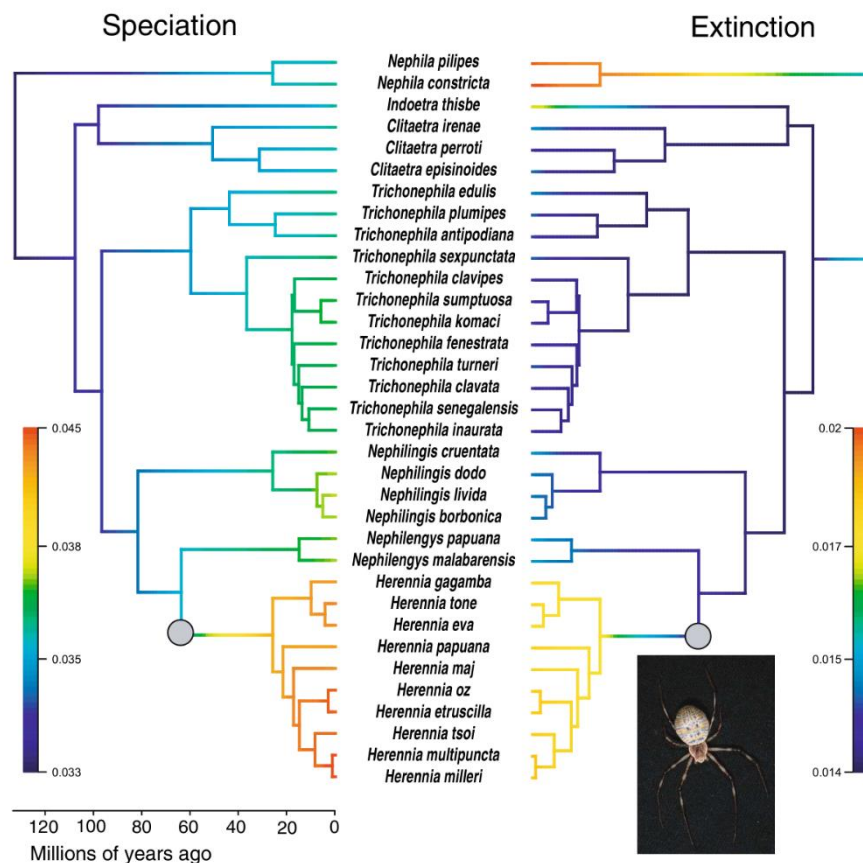 Speciation
Extinction
Nephila pilipes
Nephila constricta
Indoetra thisbe
Clitaetra irenae
Clitaetra perroti
Clitaetra episinoides
Trichonephila edulis
Trichonephila plumipes
Trichonephila antipodiana
Trichonephila sexpunctata
Trichonephila clavipes
Trichonephila sumptuosa
Trichonephila komaci
Trichonephila fenestrata
Trichonephila turneri
Trichonephila clavata
Trichonephila senegalensis
Trichonephila inaurata
Nephilingis cruentata
Nephilingis dodo
Nephilingis livida
Nephilingis borbonica
Nephilengys papuana
Nephilengys malabarensis
Herennia gagamba
Herennia tone
Herennia eva
Herennia papuana
Herennia maj
Herennia oz
Herennia etruscilla
Herennia tsoi
Herennia multipuncta
Herennia milleri
0.045
0.038
0.035
0.033
0.02
0.017
0.015
0.014
120 100 80 60 40 20 0
Millions of years ago